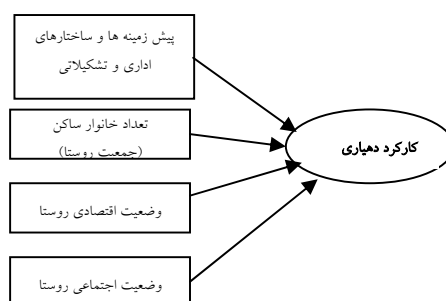 پیش زمینه ها و ساختارهای
اداری و تشکیلاتی
تعداد خانوار ساکن
(جمعیت روستا)
کارکرد دهیاری
وضعیت اقتصادی روستا
وضعیت اجتماعی روستا